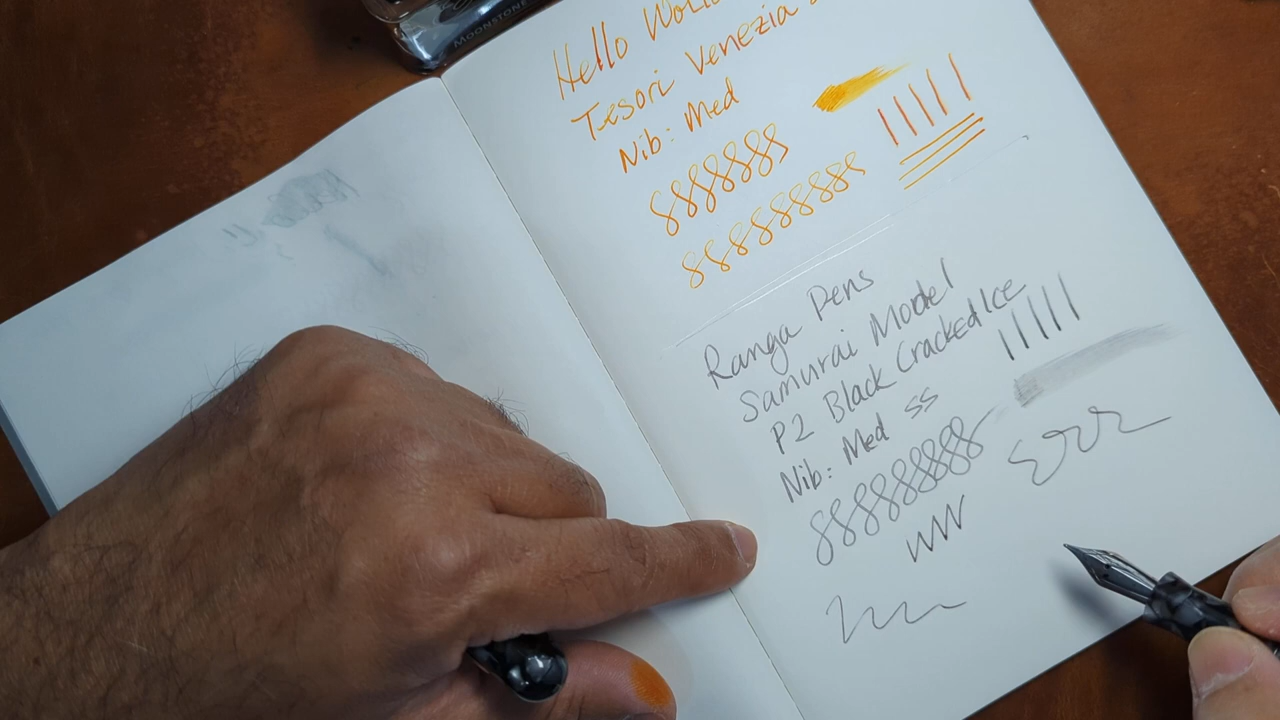 MOONSTONE
Hello World
Tesori Venezia
Nib: Med
8888888
888888888
Ranga Pens
Samurai Model
P2 Black Cracked Ice
Nib: Med SS
888888888